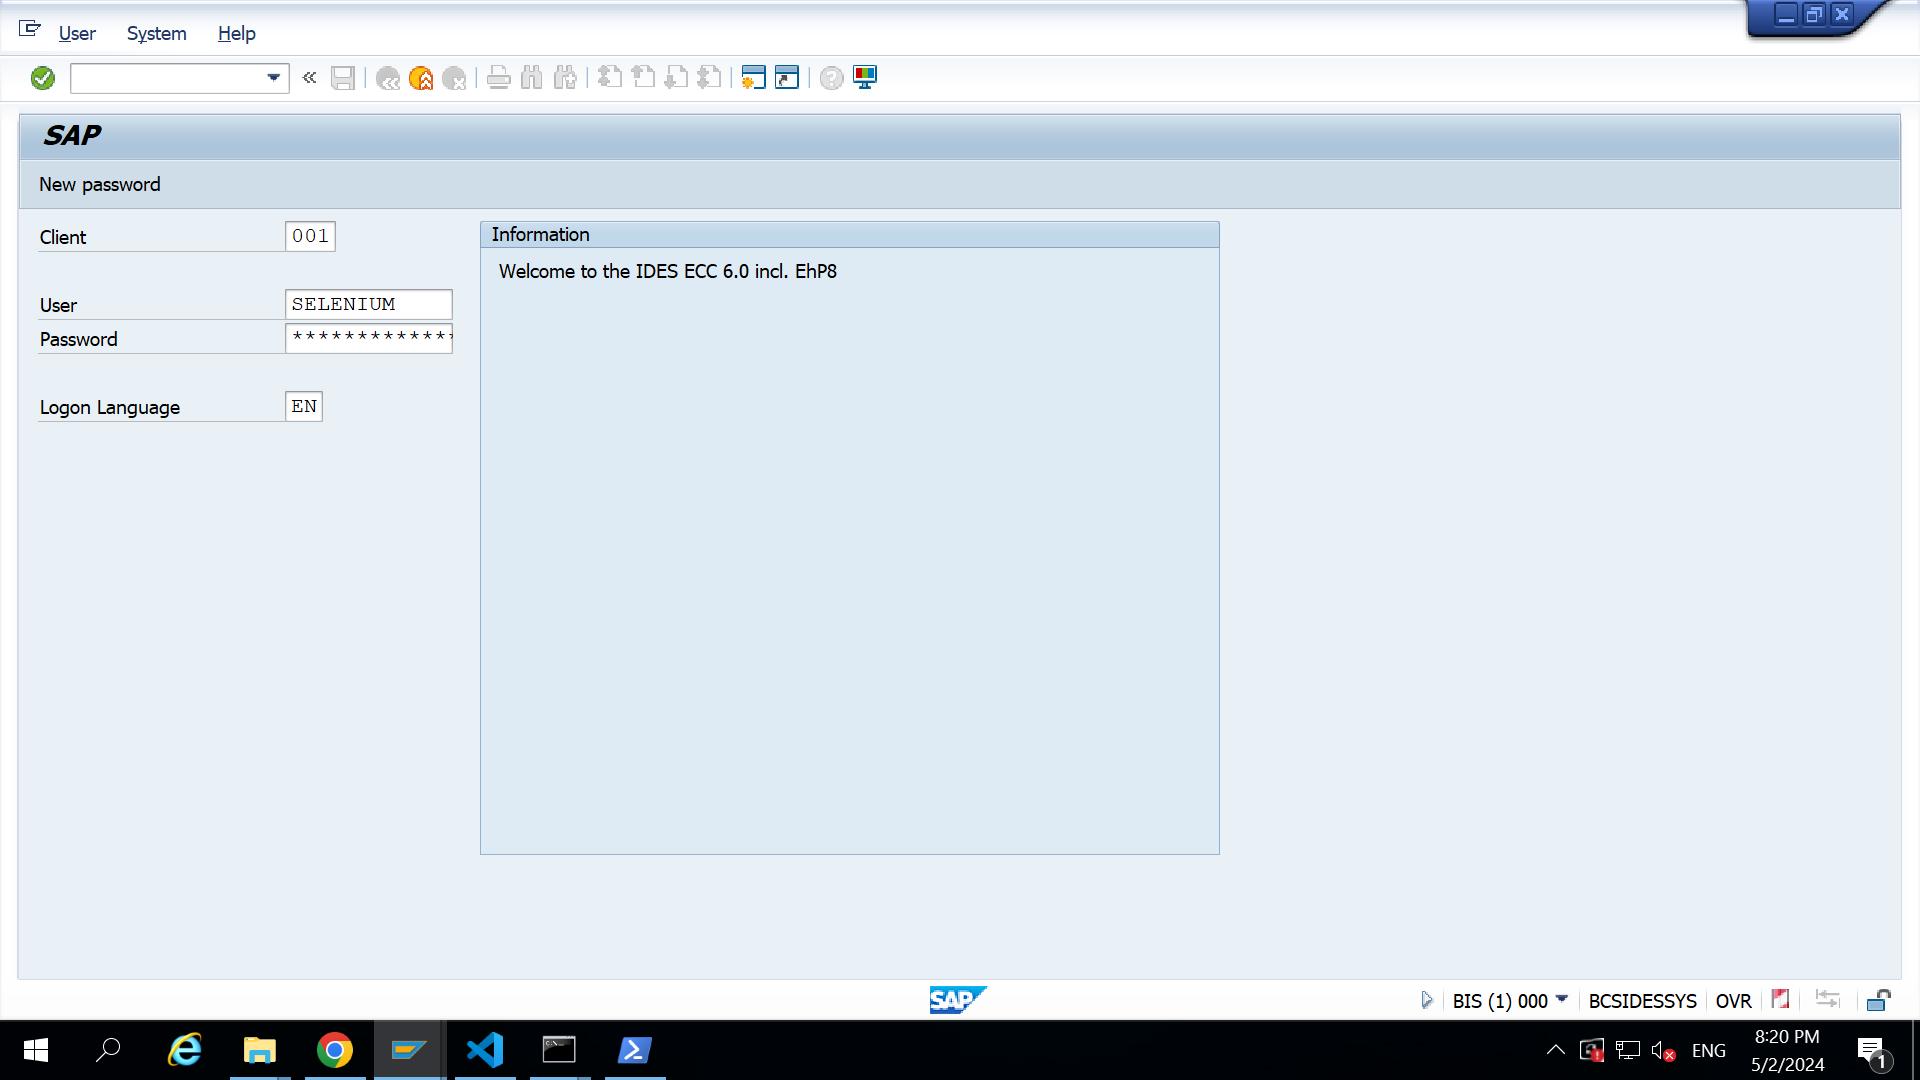 User System Help
SAP
New password
Client 001
Information
Welcome to the IDES ECC 6.0 incl. EhP8
User SELENIUM
Password *************
Logon Language EN
SAP
BIS (1) 000 BCSIDESSYS OVR
ENG
8:20 PM
5/2/2024
1